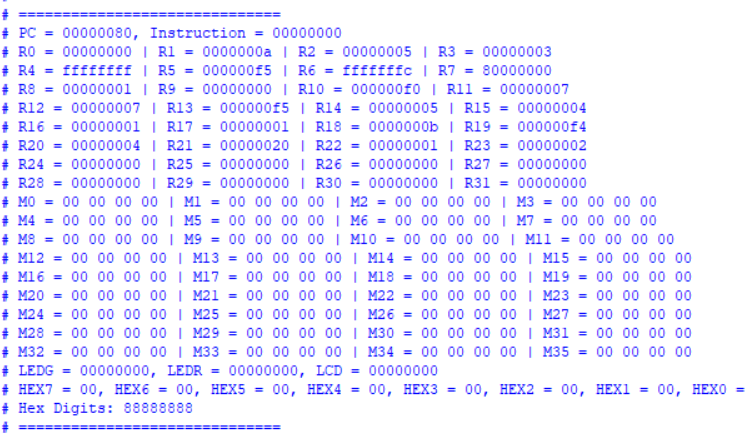 # ==============================
# PC = 00000080, Instruction = 00000000
# R0 = 00000000 | R1 = 0000000a | R2 = 00000005 | R3 = 00000003
# R4 = ffffffff | R5 = 000000f5 | R6 = fffffffc | R7 = 80000000
# R8 = 00000001 | R9 = 00000000 | R10 = 000000f0 | R11 = 00000007
# R12 = 00000007 | R13 = 000000f5 | R14 = 00000005 | R15 = 00000004
# R16 = 00000001 | R17 = 00000001 | R18 = 0000000b | R19 = 000000f4
# R20 = 00000004 | R21 = 00000020 | R22 = 00000001 | R23 = 00000002
# R24 = 00000000 | R25 = 00000000 | R26 = 00000000 | R27 = 00000000
# R28 = 00000000 | R29 = 00000000 | R30 = 00000000 | R31 = 00000000
# M0 = 00 00 00 00 | M1 = 00 00 00 00 | M2 = 00 00 00 00 | M3 = 00 00 00 00
# M4 = 00 00 00 00 | M5 = 00 00 00 00 | M6 = 00 00 00 00 | M7 = 00 00 00 00
# M8 = 00 00 00 00 | M9 = 00 00 00 00 | M10 = 00 00 00 00 | M11 = 00 00 00 00
# M12 = 00 00 00 00 | M13 = 00 00 00 00 | M14 = 00 00 00 00 | M15 = 00 00 00 00
# M16 = 00 00 00 00 | M17 = 00 00 00 00 | M18 = 00 00 00 00 | M19 = 00 00 00 00
# M20 = 00 00 00 00 | M21 = 00 00 00 00 | M22 = 00 00 00 00 | M23 = 00 00 00 00
# M24 = 00 00 00 00 | M25 = 00 00 00 00 | M26 = 00 00 00 00 | M27 = 00 00 00 00
# M28 = 00 00 00 00 | M29 = 00 00 00 00 | M30 = 00 00 00 00 | M31 = 00 00 00 00
# M32 = 00 00 00 00 | M33 = 00 00 00 00 | M34 = 00 00 00 00 | M35 = 00 00 00 00
# LEDG = 00000000, LEDR = 00000000, LCD = 00000000
# HEX7 = 00, HEX6 = 00, HEX5 = 00, HEX4 = 00, HEX3 = 00, HEX2 = 00, HEX1 = 00, HEX0 =
# Hex Digits: 88888888
# ==============================